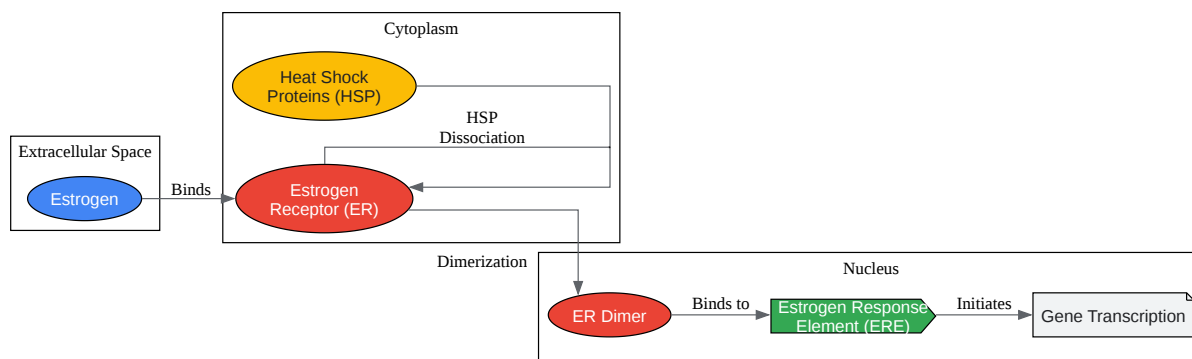 Cytoplasm
Heat Shock
Proteins (HSP)
HSP
Dissociation
Extracellular Space
Estrogen
Binds
Estrogen
Receptor (ER)
Dimerization
Nucleus
ER Dimer
Binds to
Estrogen Response
Element (ERE)
Initiates
Gene Transcription